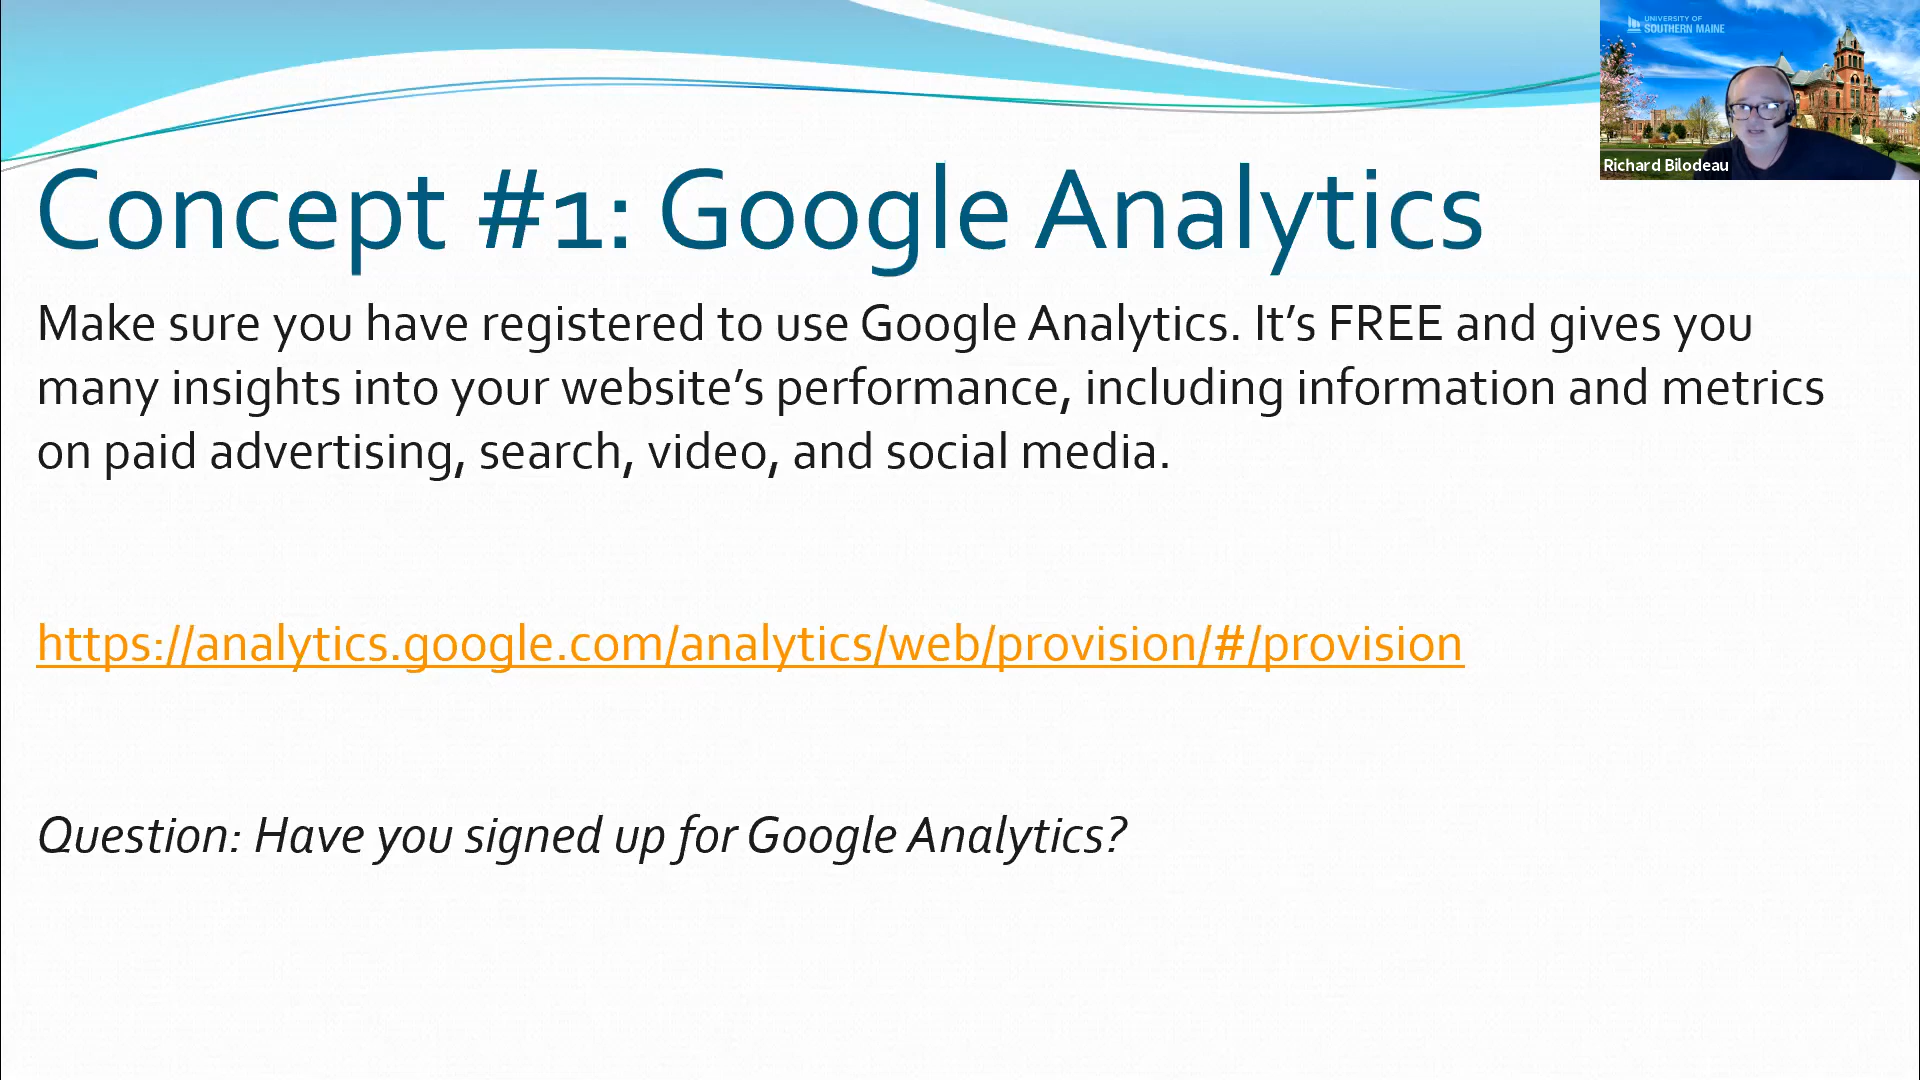 UNIVERSITY OF
SOUTHERN MAINE
Richard Bilodeau
Concept #1: Google Analytics
Make sure you have registered to use Google Analytics. It’s FREE and gives you
many insights into your website’s performance, including information and metrics
on paid advertising, search, video, and social media.
https://analytics.google.com/analytics/web/provision/#/provision
Question: Have you signed up for Google Analytics?